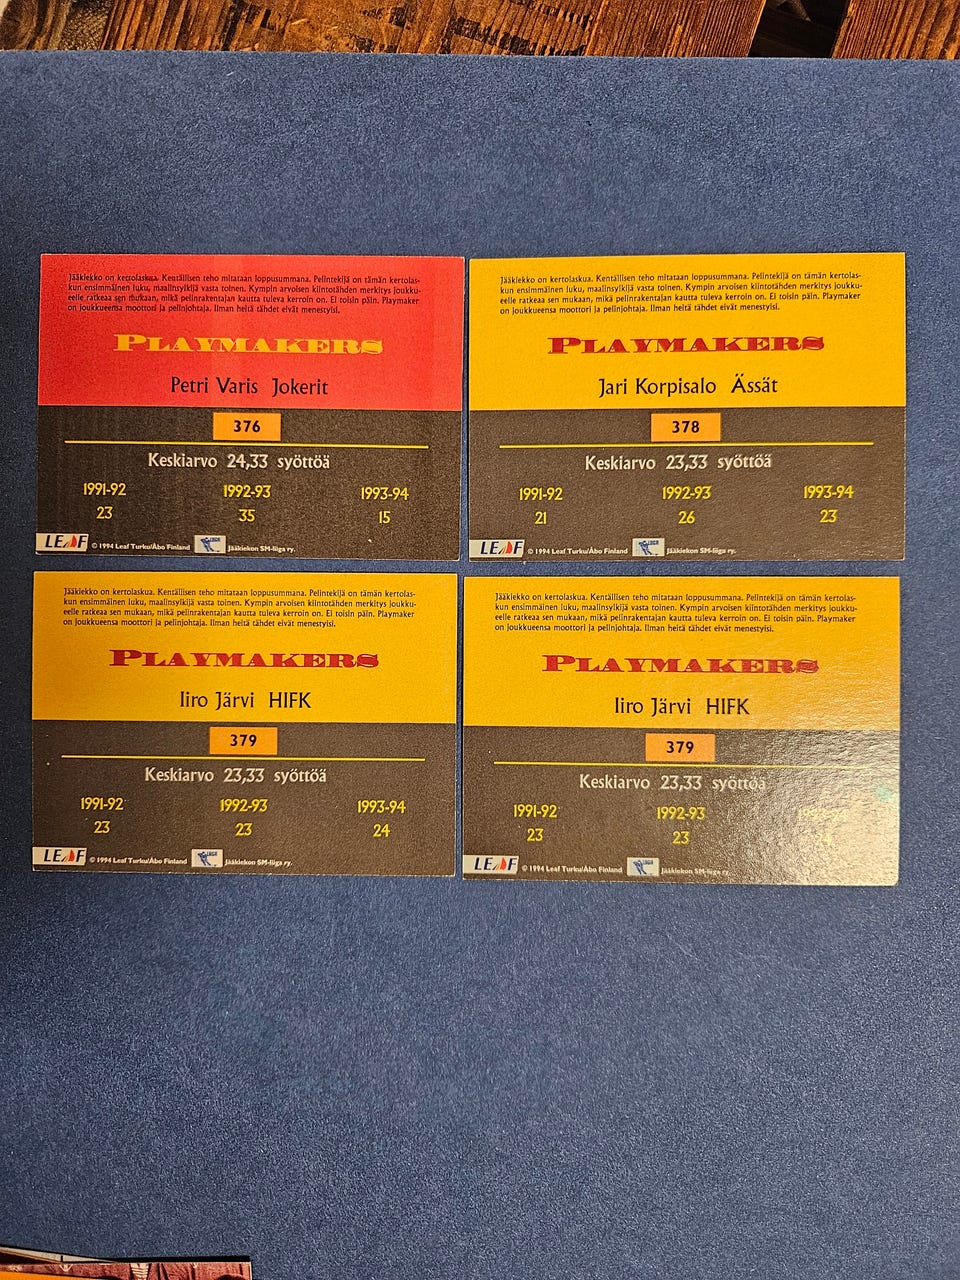 Jääkiekko on kertolaskua. Kentällisen teho mitataan loppusummana. Pelintekijä on tämän kertolas-
kun ensimmäinen luku, maalinsylkijä vasta toinen. Kympin arvoisen kiintotähden merkitys joukku-
eelle ratkeaa sen mukaan, mikä pelinrakentajan kautta tuleva kerroin on. Ei toisin päin. Playmaker
on joukkueensa moottori ja pelinjohtaja. Ilman heitä tähdet eivät menestyisi.
PLAYMAKERS
Petri Varis Jokerit
376
Keskiarvo 24,33 syöttöä
1991-92 1992-93 1993-94
23 35 15
LEAF © 1994 Leaf Turku/Åbo Finland Jääkiekon SM-liiga ry.
Jääkiekko on kertolaskua. Kentällisen teho mitataan loppusummana. Pelintekijä on tämän kertolas-
kun ensimmäinen luku, maalinsylkijä vasta toinen. Kympin arvoisen kiintotähden merkitys joukku-
eelle ratkeaa sen mukaan, mikä pelinrakentajan kautta tuleva kerroin on. Ei toisin päin. Playmaker
on joukkueensa moottori ja pelinjohtaja. Ilman heitä tähdet eivät menestyisi.
PLAYMAKERS
Jari Korpisalo Ässät
378
Keskiarvo 23,33 syöttöä
1991-92 1992-93 1993-94
21 26 23
LEAF © 1994 Leaf Turku/Åbo Finland Jääkiekon SM-liiga ry.
Jääkiekko on kertolaskua. Kentällisen teho mitataan loppusummana. Pelintekijä on tämän kertolas-
kun ensimmäinen luku, maalinsylkijä vasta toinen. Kympin arvoisen kiintotähden merkitys joukku-
eelle ratkeaa sen mukaan, mikä pelinrakentajan kautta tuleva kerroin on. Ei toisin päin. Playmaker
on joukkueensa moottori ja pelinjohtaja. Ilman heitä tähdet eivät menestyisi.
PLAYMAKERS
Iiro Järvi HIFK
379
Keskiarvo 23,33 syöttöä
1991-92 1992-93 1993-94
23 23 24
LEAF © 1994 Leaf Turku/Åbo Finland Jääkiekon SM-liiga ry.
Jääkiekko on kertolaskua. Kentällisen teho mitataan loppusummana. Pelintekijä on tämän kertolas-
kun ensimmäinen luku, maalinsylkijä vasta toinen. Kympin arvoisen kiintotähden merkitys joukku-
eelle ratkeaa sen mukaan, mikä pelinrakentajan kautta tuleva kerroin on. Ei toisin päin. Playmaker
on joukkueensa moottori ja pelinjohtaja. Ilman heitä tähdet eivät menestyisi.
PLAYMAKERS
Iiro Järvi HIFK
379
Keskiarvo 23,33 syöttöä
1991-92 1992-93
23 23
LEAF © 1994 Leaf Turku/Åbo Finland Jääkiekon SM-liiga ry.